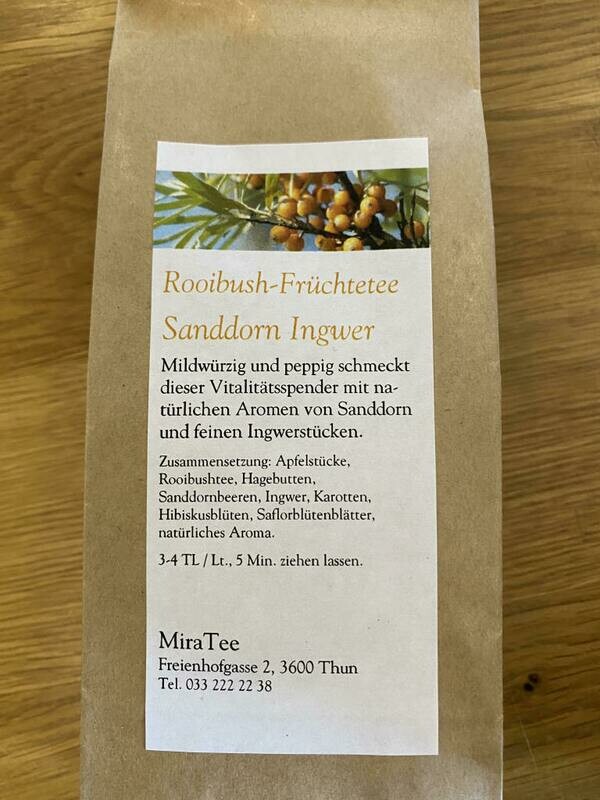 Rooibush-Früchtetee
Sanddorn Ingwer
Mildwürzig und peppig schmeckt
dieser Vitalitätsspender mit na-
türlichen Aromen von Sanddorn
und feinen Ingwerstücken.
Zusammensetzung: Apfelstücke,
Rooibushtee, Hagebutten,
Sanddornbeeren, Ingwer, Karotten,
Hibiskusblüten, Saflorblütenblätter,
natürliches Aroma.
3-4 TL / Lt., 5 Min. ziehen lassen.
MiraTee
Freienhofgasse 2, 3600 Thun
Tel. 033 222 22 38